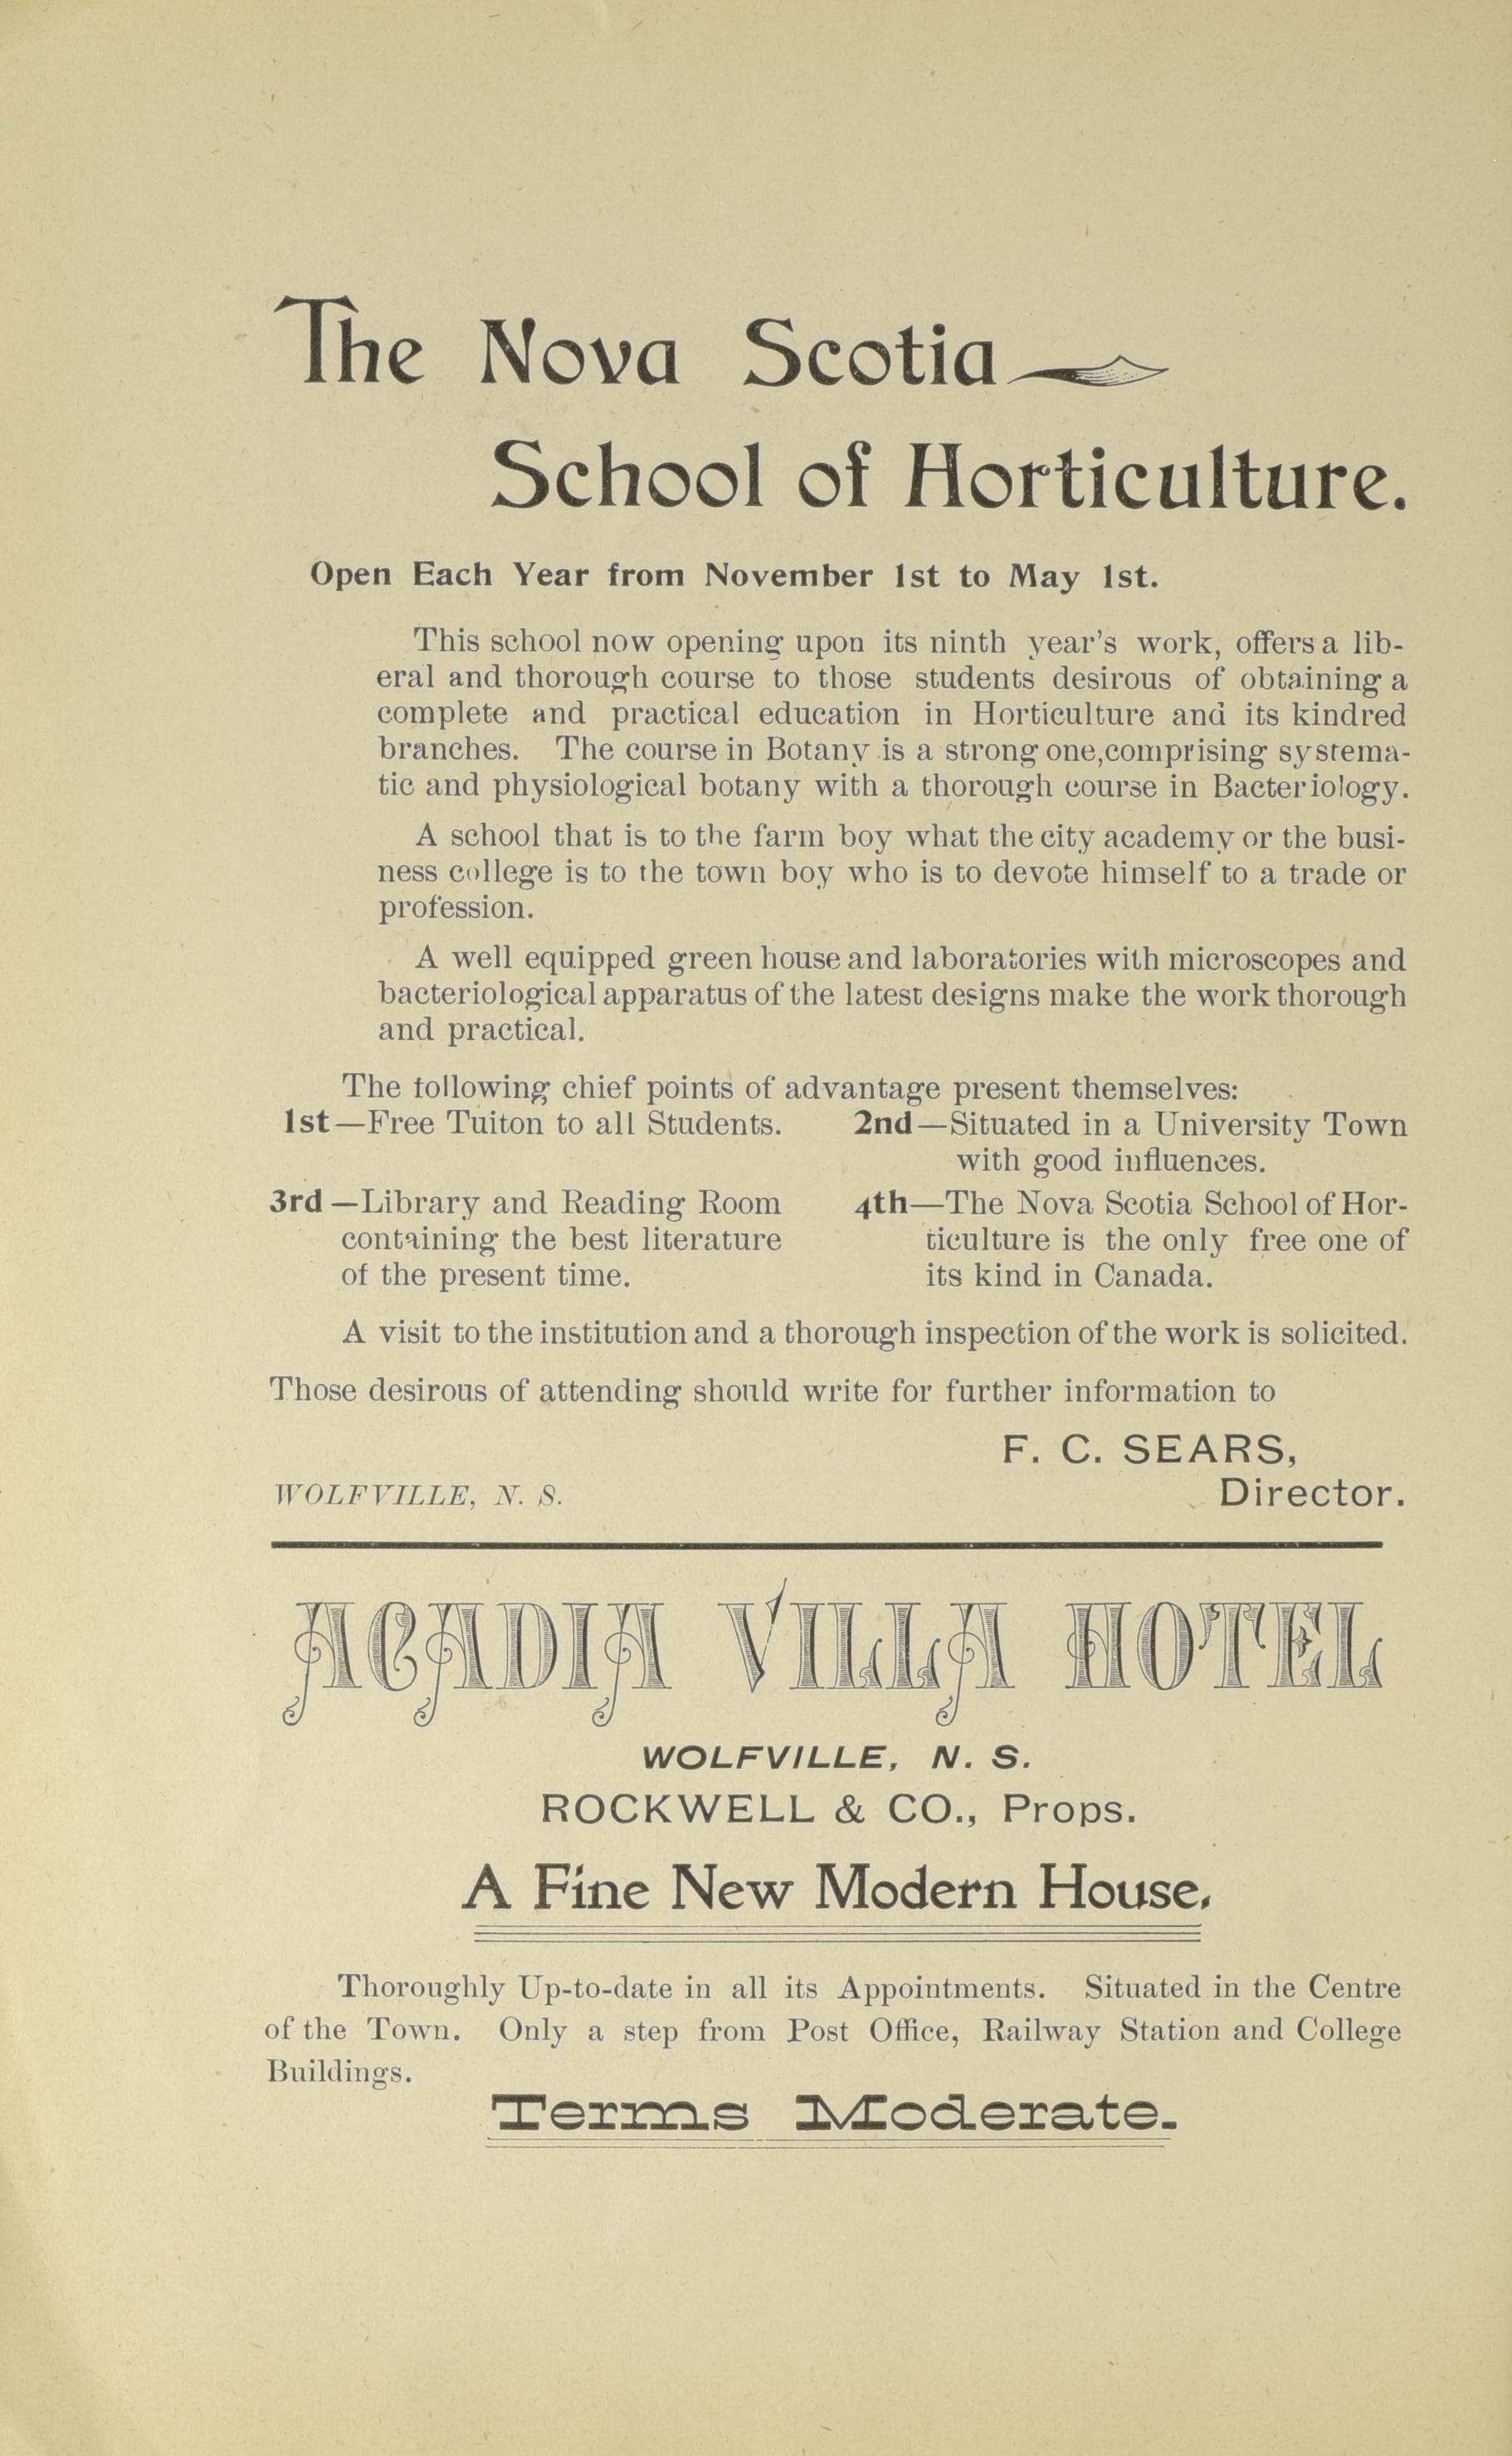 The Nova Scotia
School of Horticulture.
Open Each Year from November 1st to May 1st.
This school now opening upon its ninth year's work, offers a lib-
eral and thorough course to those students desirous of obtaining a
complete and practical education in Horticulture and its kindred
branches. The course in Botany is a strong one,comprising systema-
tic and physiological botany with a thorough course in Bacteriology.
A school that is to the farm boy what the city academy or the busi-
ness college is to the town boy who is to devote himself to a trade or
profession.
A well equipped green house and laboratories with microscopes and
bacteriological apparatus of the latest designs make the work thorough
and practical.
The following chief points of advantage present themselves:
1st—Free Tuiton to all Students.
2nd—Situated in a University Town
with good influences.
3rd—Library and Reading Room
containing the best literature
of the present time.
4th—The Nova Scotia School of Hor-
ticulture is the only free one of
its kind in Canada.
A visit to the institution and a thorough inspection of the work is solicited.
Those desirous of attending should write for further information to
F. C. SEARS,
WOLFVILLE, N. S. Director.
ACADIA VILLA HOTEL
WOLFVILLE, N. S.
ROCKWELL & CO., Props.
A Fine New Modern House.
Thoroughly Up-to-date in all its Appointments. Situated in the Centre
of the Town. Only a step from Post Office, Railway Station and College
Buildings.
Terms Moderate.